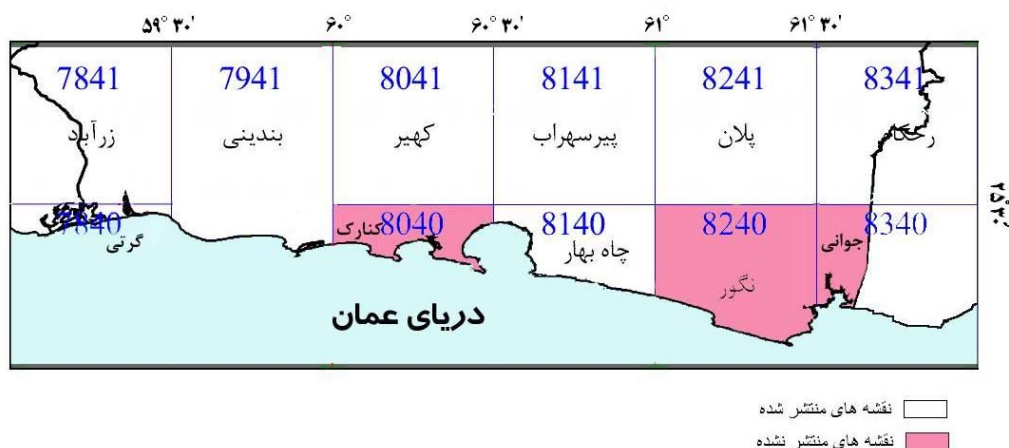 ۵۹° ۳۰' ۶۰° ۶۰° ۳۰' ۶۱° ۶۱° ۳۰'
7841 7941 8041 8141 8241 8341
زرآباد بندینی کهیر پیرسهراب پلان
۲۵° ۳۰'
7840 8040 8140 8240 8340
گرتی کنارک چاه بهار نگور جوانی
دریای عمان
نقشه های منتشر شده
نقشه های منتشر نشده